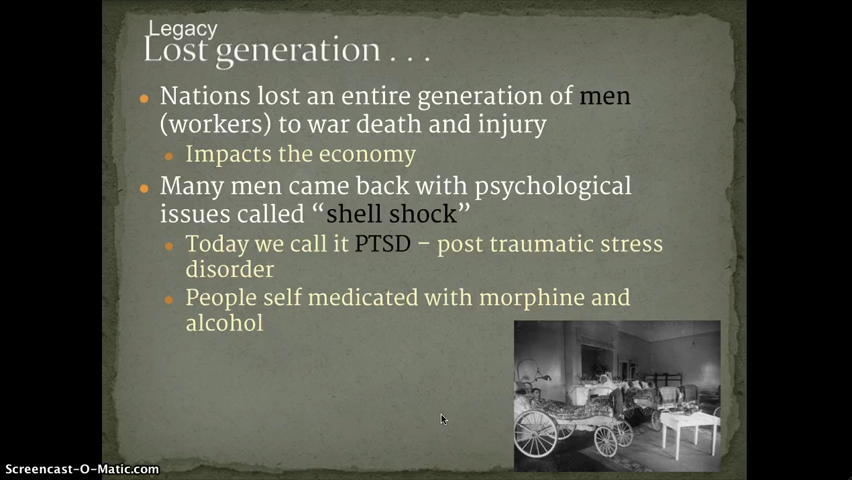 Legacy
Lost generation . . .
• Nations lost an entire generation of men
(workers) to war death and injury
• Impacts the economy
• Many men came back with psychological
issues called “shell shock”
• Today we call it PTSD – post traumatic stress
disorder
• People self medicated with morphine and
alcohol
Screencast-O-Matic.com